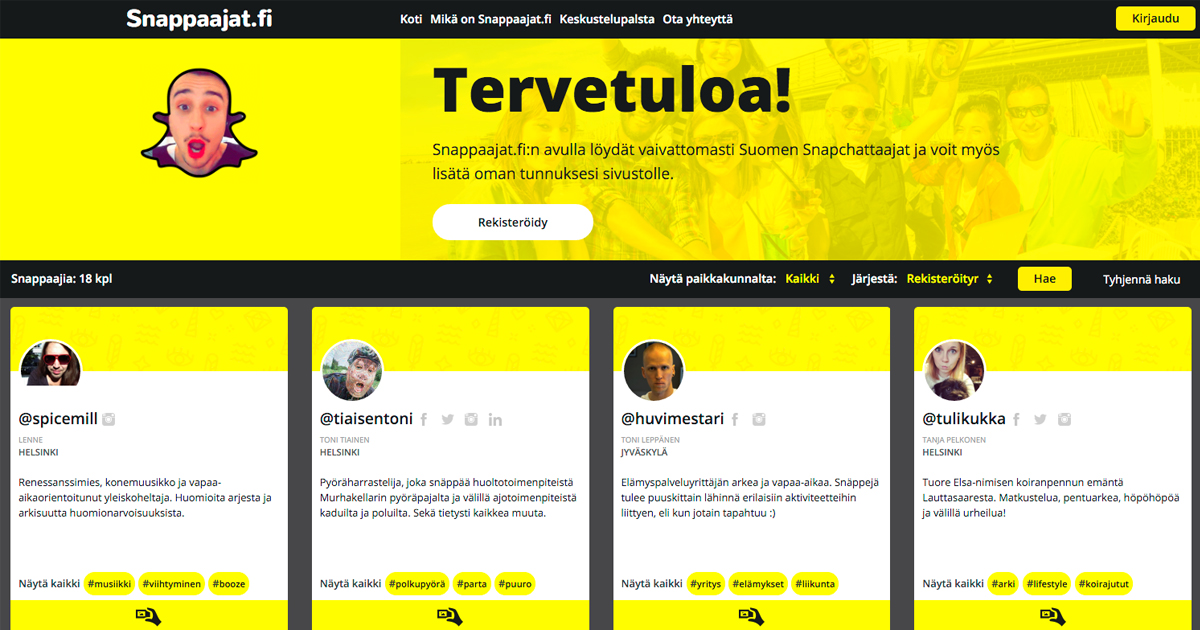 Snappaajat.fi
Koti Mikä on Snappaajat.fi Keskustelupalsta Ota yhteyttä
Kirjaudu
Tervetuloa!
Snappaajat.fi:n avulla löydät vaivattomasti Suomen Snapchattaajat ja voit myös
lisätä oman tunnuksesi sivustolle.
Rekisteröidy
Snappaajia: 18 kpl
Näytä paikkakunnalta: Kaikki Järjestä: Rekisteröityr Hae Tyhjennä haku
@spicemill
LENNE
HELSINKI
Renessanssimies, konemuusikko ja vapaa-
aikaorientoitunut yleiskoheltaja. Huomioita arjesta ja
arkisuutta huomionarvoisuuksista.
Näytä kaikki #musiikki #viihtyminen #booze
@tiaisentoni
TONI TIAINEN
HELSINKI
Pyöräharrastelija, joka snäppää huoltotoimenpiteistä
Murhakellarin pyöräpajalta ja välillä ajotoimenpiteistä
kaduilta ja poluilta. Sekä tietysti kaikkea muuta.
Näytä kaikki #polkupyörä #parta #puuro
@huvimestari
TONI LEPPÄNEN
JYVÄSKYLÄ
Elämyspalveluyrittäjän arkea ja vapaa-aikaa. Snäppejä
tulee puuskittain lähinnä erilaisiin aktiviteetteihin
liittyen, eli kun jotain tapahtuu :)
Näytä kaikki #yritys #elämykset #liikunta
@tulikukka
TANJA PELKONEN
HELSINKI
Tuore Elsa-nimisen koiranpennun emäntä
Lauttasaaresta. Matkustelua, pentuarkea, höpöhöpöä
ja välillä urheilua!
Näytä kaikki #arki #lifestyle #koirajutut